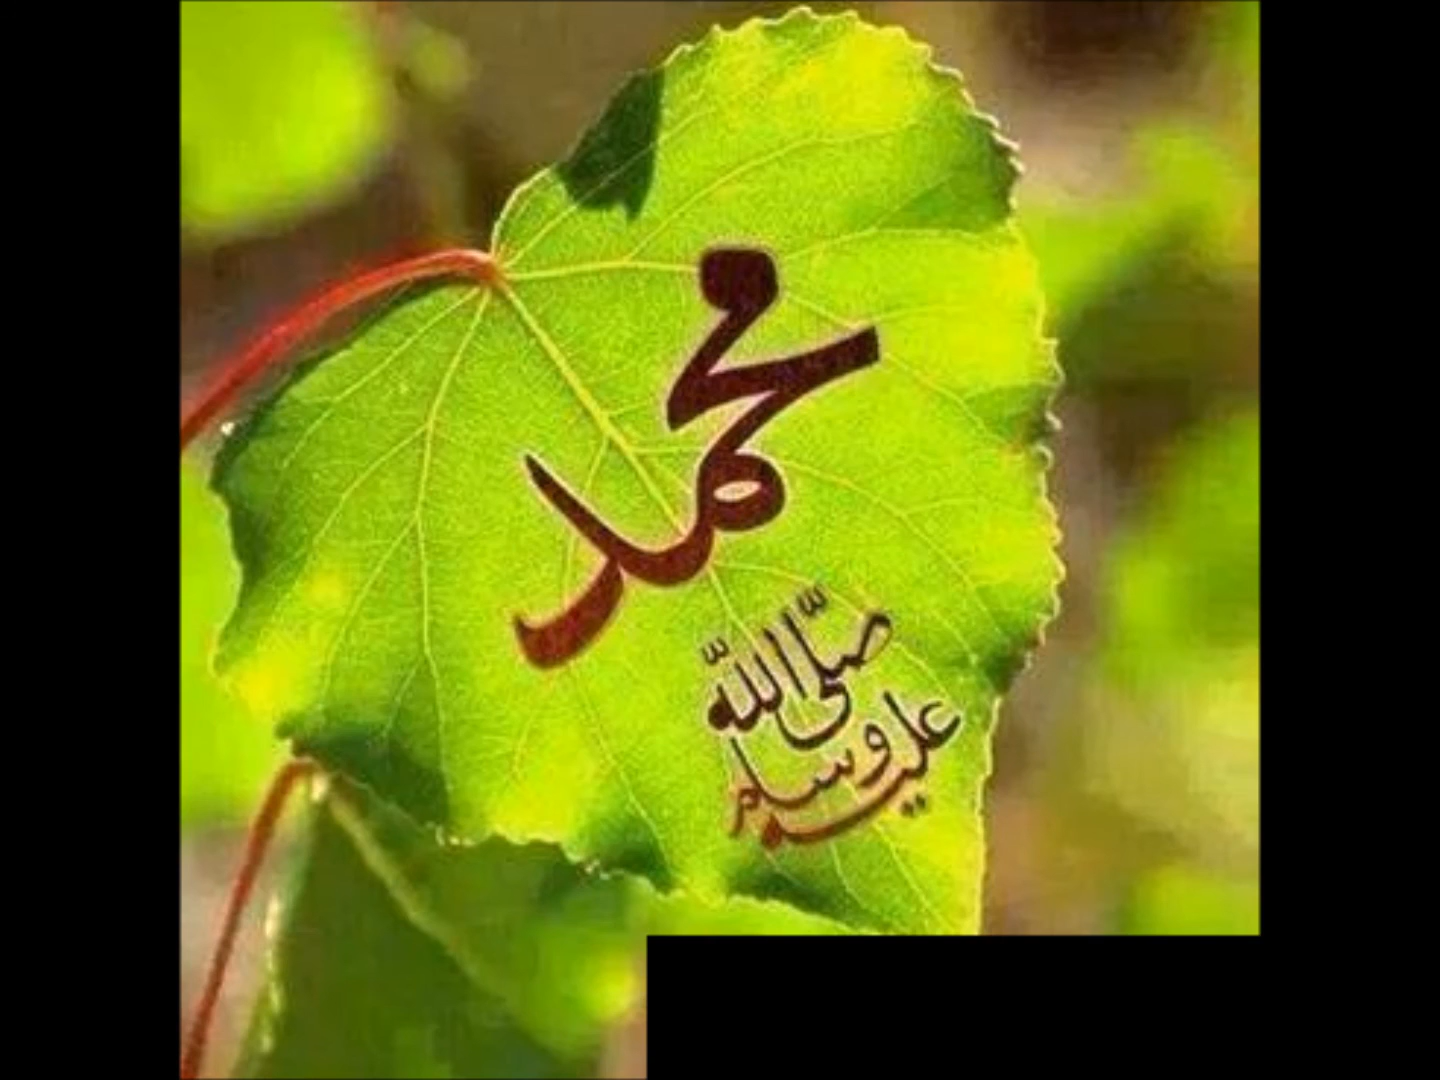 محمد
صلى الله
عليه وسلم